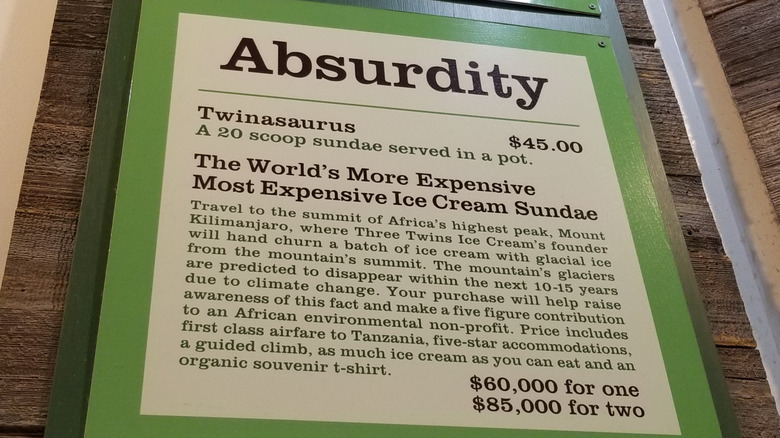 Absurdity
Twinasaurus $45.00
A 20 scoop sundae served in a pot.
The World's More Expensive
Most Expensive Ice Cream Sundae
Travel to the summit of Africa's highest peak, Mount
Kilimanjaro, where Three Twins Ice Cream's founder
will hand churn a batch of ice cream with glacial ice
from the mountain's summit. The mountain's glaciers
are predicted to disappear within the next 10-15 years
due to climate change. Your purchase will help raise
awareness of this fact and make a five figure contribution
to an African environmental non-profit. Price includes
first class airfare to Tanzania, five-star accommodations,
a guided climb, as much ice cream as you can eat and an
organic souvenir t-shirt.
$60,000 for one
$85,000 for two